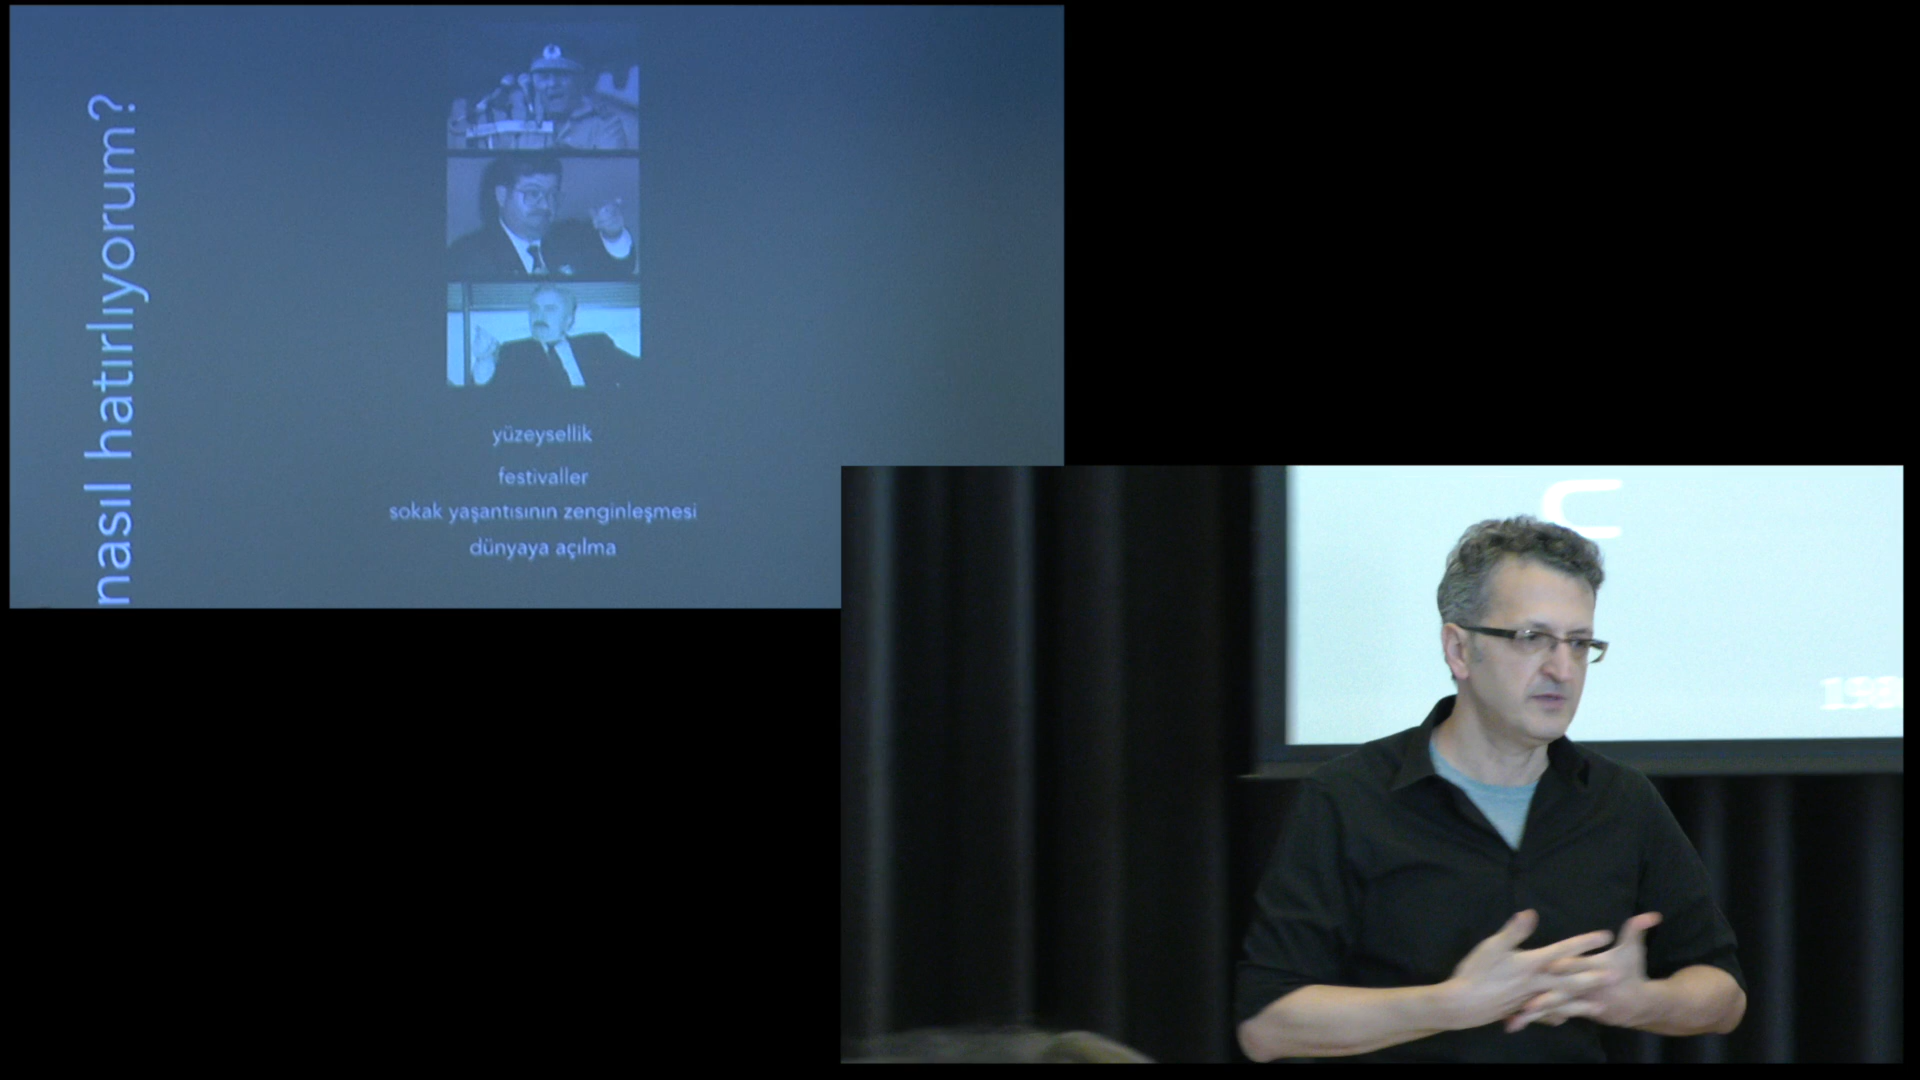 nasıl hatırlıyorum?
yüzeysellik
festivaller
sokak yaşantısının zenginleşmesi
dünyaya açılma